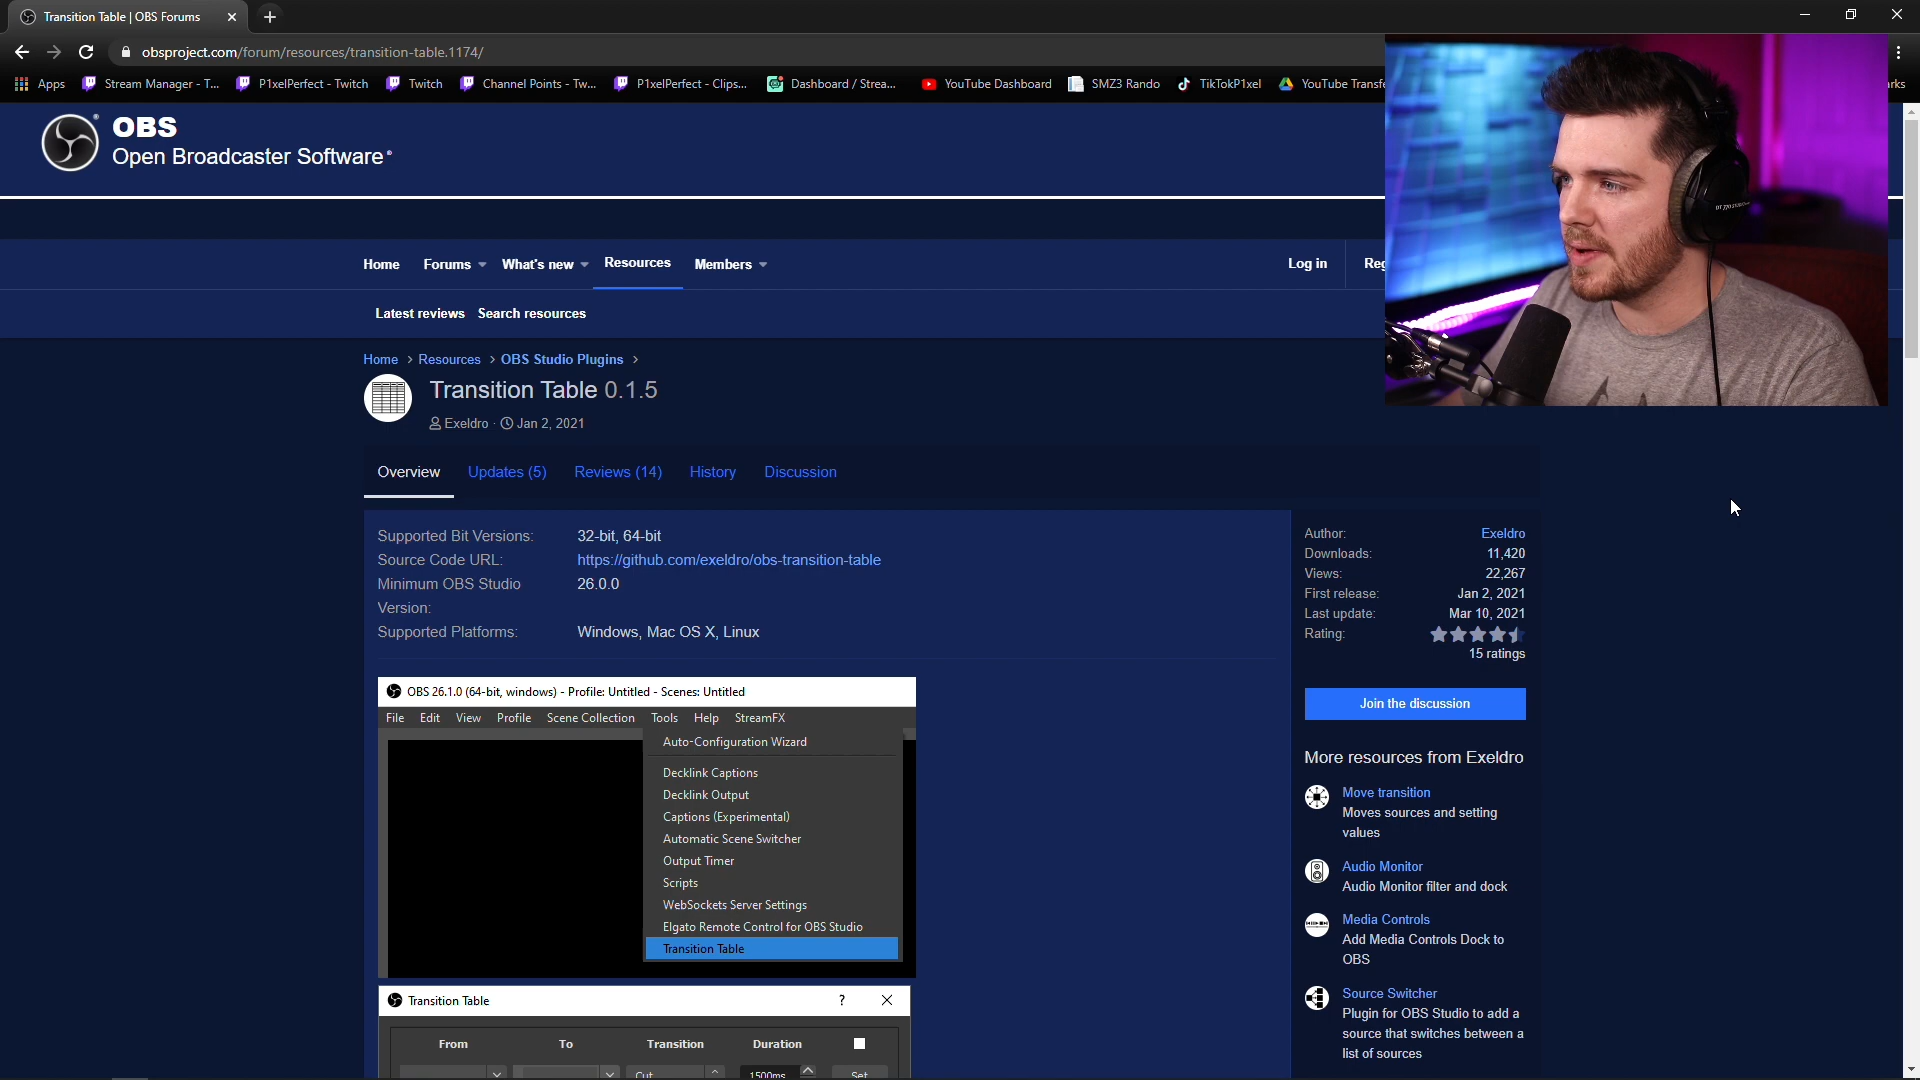 Transition Table | OBS Forums
obsproject.com/forum/resources/transition-table.1174/
Apps
Stream Manager - T...
P1xelPerfect - Twitch
Twitch
Channel Points - Tw...
P1xelPerfect - Clips...
Dashboard / Strea...
YouTube Dashboard
SMZ3 Rando
TikTokP1xel
YouTube Transfe
arks
OBS
Open Broadcaster Software
Home Forums What's new Resources Members
Log in Reg
Latest reviews Search resources
Home > Resources > OBS Studio Plugins >
Transition Table 0.1.5
Exeldro · Jan 2, 2021
Overview Updates (5) Reviews (14) History Discussion
Supported Bit Versions: 32-bit, 64-bit
Source Code URL: https://github.com/exeldro/obs-transition-table
Minimum OBS Studio 26.0.0
Version:
Supported Platforms: Windows, Mac OS X, Linux
OBS 26.1.0 (64-bit, windows) - Profile: Untitled - Scenes: Untitled
File Edit View Profile Scene Collection Tools Help StreamFX
Auto-Configuration Wizard
Decklink Captions
Decklink Output
Captions (Experimental)
Automatic Scene Switcher
Output Timer
Scripts
WebSockets Server Settings
Elgato Remote Control for OBS Studio
Transition Table
Transition Table ?
From To Transition Duration
Cut 1500ms Set
Author: Exeldro
Downloads: 11,420
Views: 22,267
First release: Jan 2, 2021
Last update: Mar 10, 2021
Rating:
15 ratings
Join the discussion
More resources from Exeldro
Move transition
Moves sources and setting
values
Audio Monitor
Audio Monitor filter and dock
Media Controls
Add Media Controls Dock to
OBS
Source Switcher
Plugin for OBS Studio to add a
source that switches between a
list of sources